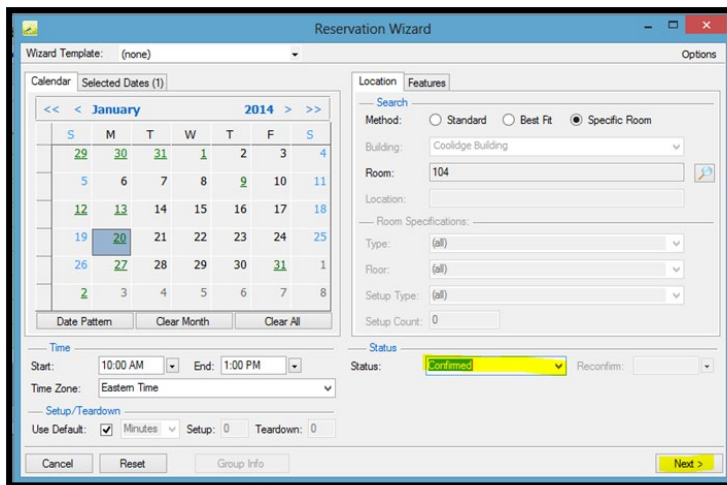 Reservation Wizard
Wizard Template: (none) Options
Calendar Selected Dates (1)
<< < January 2014 > >>
S M T W T F S
29 30 31 1 2 3 4
5 6 7 8 9 10 11
12 13 14 15 16 17 18
19 20 21 22 23 24 25
26 27 28 29 30 31 1
2 3 4 5 6 7 8
Date Pattern Clear Month Clear All
Time
Start: 10:00 AM End: 1:00 PM
Time Zone: Eastern Time
Setup/Teardown
Use Default: Minutes Setup: 0 Teardown: 0
Location Features
Search
Method: Standard Best Fit Specific Room
Building: Coolidge Building
Room: 104
Location:
Room Specifications:
Type: (all)
Floor: (all)
Setup Type: (all)
Setup Count: 0
Status
Status: Confirmed Reconfirm:
Cancel Reset Group Info Next >